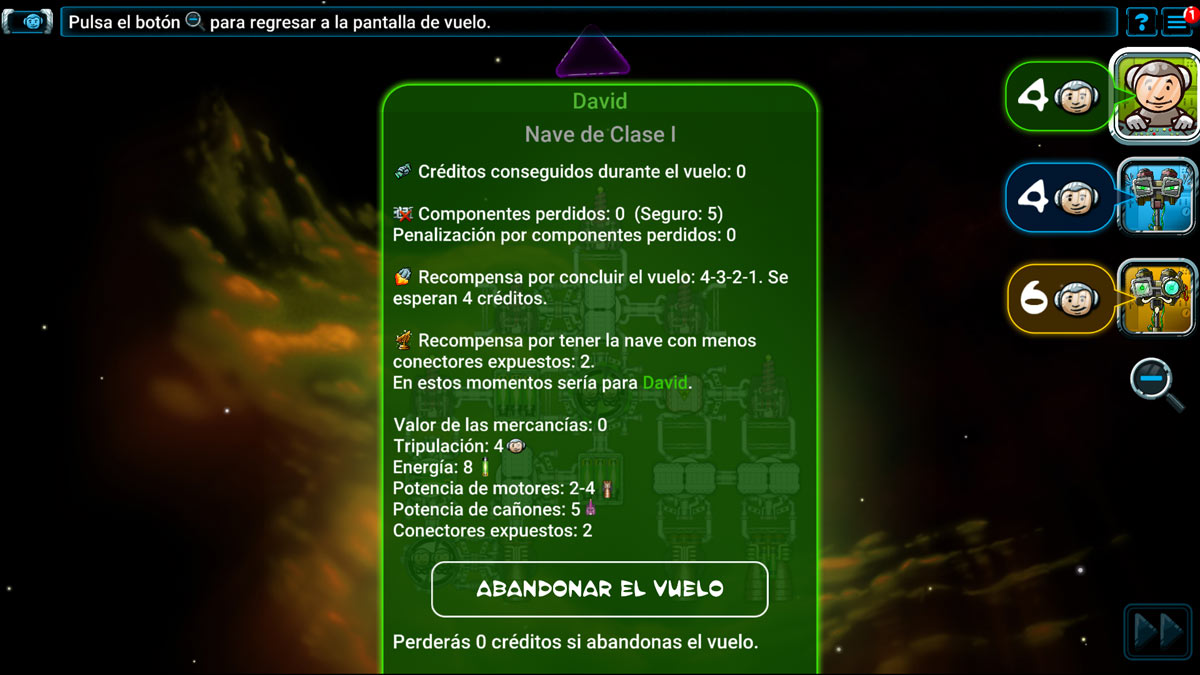 Pulsa el botón para regresar a la pantalla de vuelo.
?
1
David
Nave de Clase I
Créditos conseguidos durante el vuelo: 0
Componentes perdidos: 0 (Seguro: 5)
Penalización por componentes perdidos: 0
Recompensa por concluir el vuelo: 4-3-2-1. Se
esperan 4 créditos.
Recompensa por tener la nave con menos
conectores expuestos: 2.
En estos momentos sería para David.
Valor de las mercancías: 0
Tripulación: 4
Energía: 8
Potencia de motores: 2-4
Potencia de cañones: 5
Conectores expuestos: 2
ABANDONAR EL VUELO
Perderás 0 créditos si abandonas el vuelo.
4
4
6